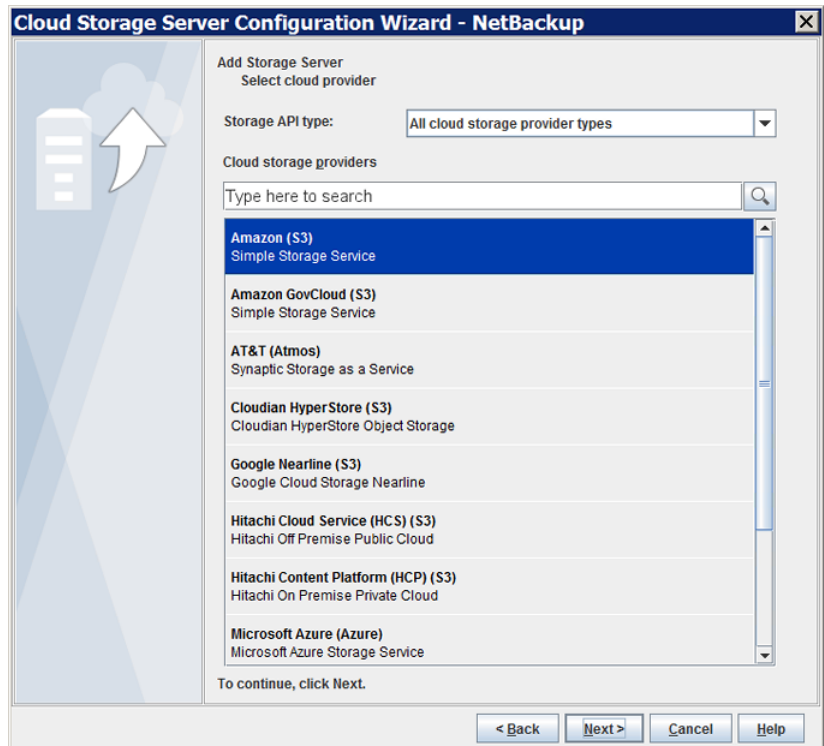 Cloud Storage Server Configuration Wizard - NetBackup
Add Storage Server
Select cloud provider
Storage API type:
All cloud storage provider types
Cloud storage providers
Type here to search
Amazon (S3)
Simple Storage Service
Amazon GovCloud (S3)
Simple Storage Service
AT&T (Atmos)
Synaptic Storage as a Service
Cloudian HyperStore (S3)
Cloudian HyperStore Object Storage
Google Nearline (S3)
Google Cloud Storage Nearline
Hitachi Cloud Service (HCS) (S3)
Hitachi Off Premise Public Cloud
Hitachi Content Platform (HCP) (S3)
Hitachi On Premise Private Cloud
Microsoft Azure (Azure)
Microsoft Azure Storage Service
To continue, click Next.
< Back
Next >
Cancel
Help